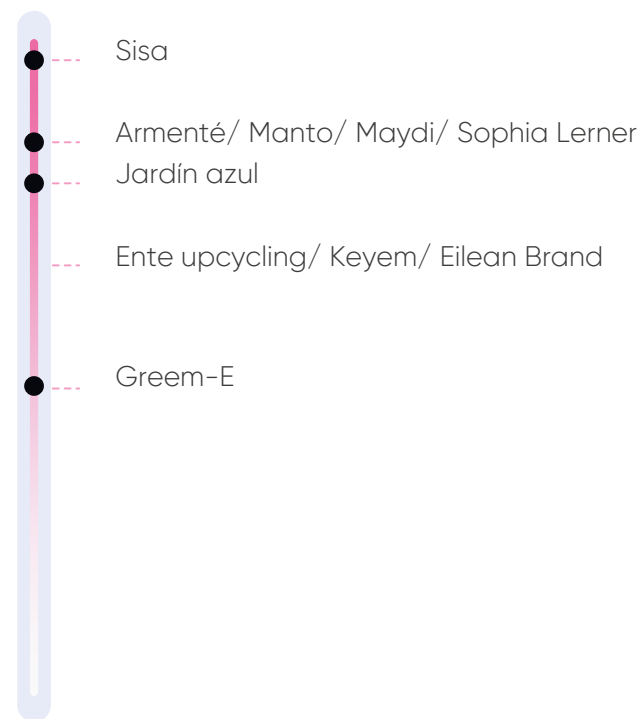 Sisa
Armenté/ Manto/ Maydi/ Sophia Lerner
Jardín azul
Ente upcycling/ Keyem/ Eilean Brand
Greem-E